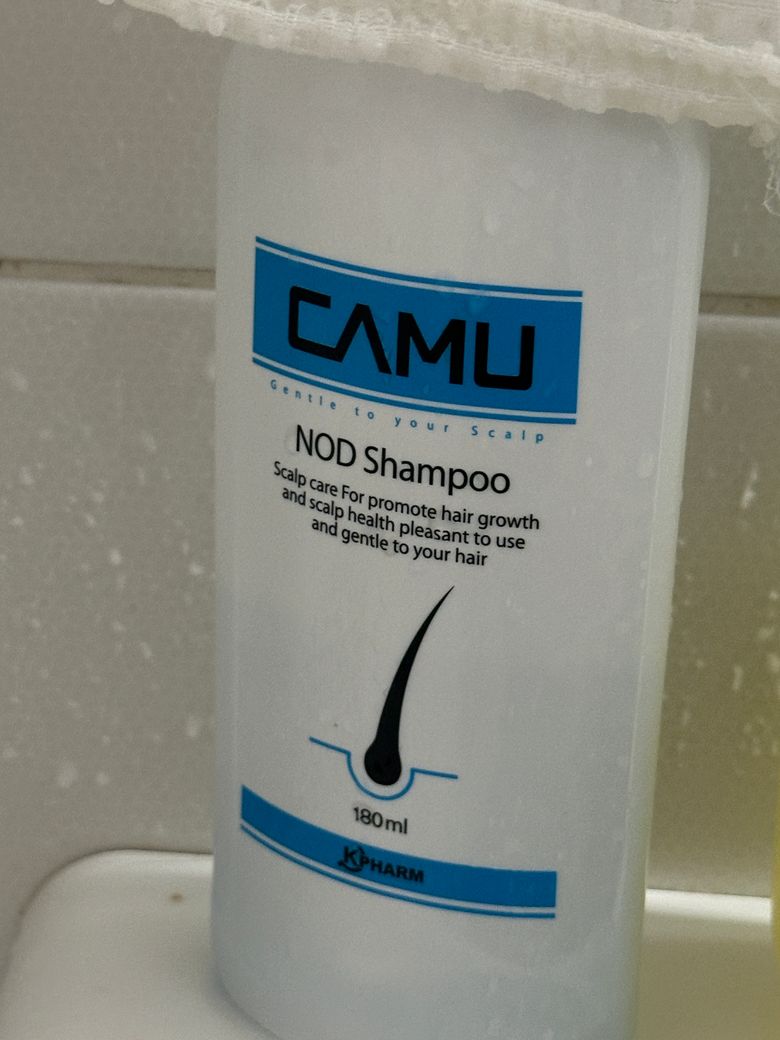 CAMU
Gentle to your Scalp
NOD Shampoo
Scalp care For promote hair growth
and scalp health pleasant to use
and gentle to your hair
180ml
KPHARM